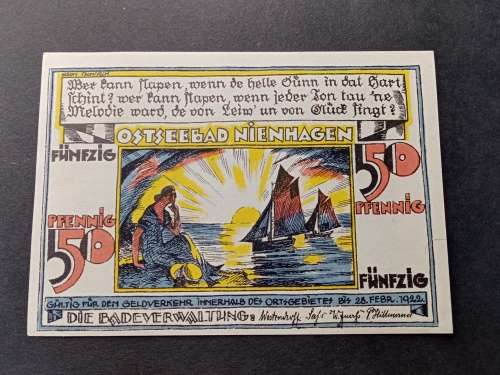 Wer kann slapen, wenn de helle Sünn in dat Hart
schint? wer kann slapen, wenn jeder Ton tau 'ne
Melodie ward, de von Leiw' un von Glück singt?
OSTSEEBAD NIENHAGEN
FÜNFZIG
50
PFENNIG
PFENNIG
50
FÜNFZIG
GÜLTIG FÜR DEN GELDVERKEHR INNERHALB DES ORTSGEBIETES BIS 28. FEBR. 1922.
DIE BADEVERWALTUNG: